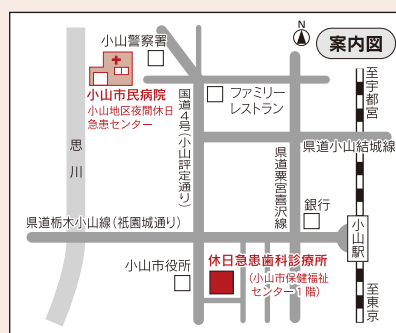 N
案内図
小山警察署
至宇都宮
小山市民病院
小山地区夜間休日
急患センター
国道4号(小山評定通り)
ファミリー
レストラン
思川
県道小山結城線
県道粟宮喜沢線
銀行
県道栃木小山線(祇園城通り)
小山駅
小山市役所
休日急患歯科診療所
(小山市保健福祉
センター1階)
至東京